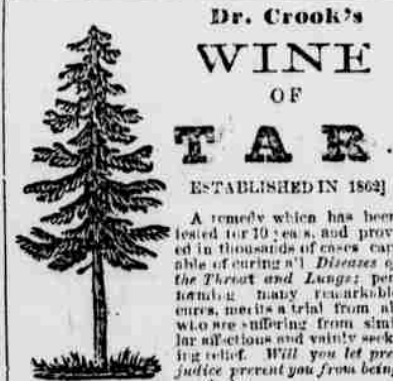 Dr. Crook's
WINE
OF
TAR.
ESTABLISHED IN 1862]
A remedy which has been
tested for 10 years, and prov
ed in thousands of cases cap
able of curing a'l Diseases o
the Throat and Lungs; per
forming many remarkable
cures, merits a trial from al
who are suffering from simi
lar affections and vainly seek
ing relief. Will you let pre
judice prevent you from being